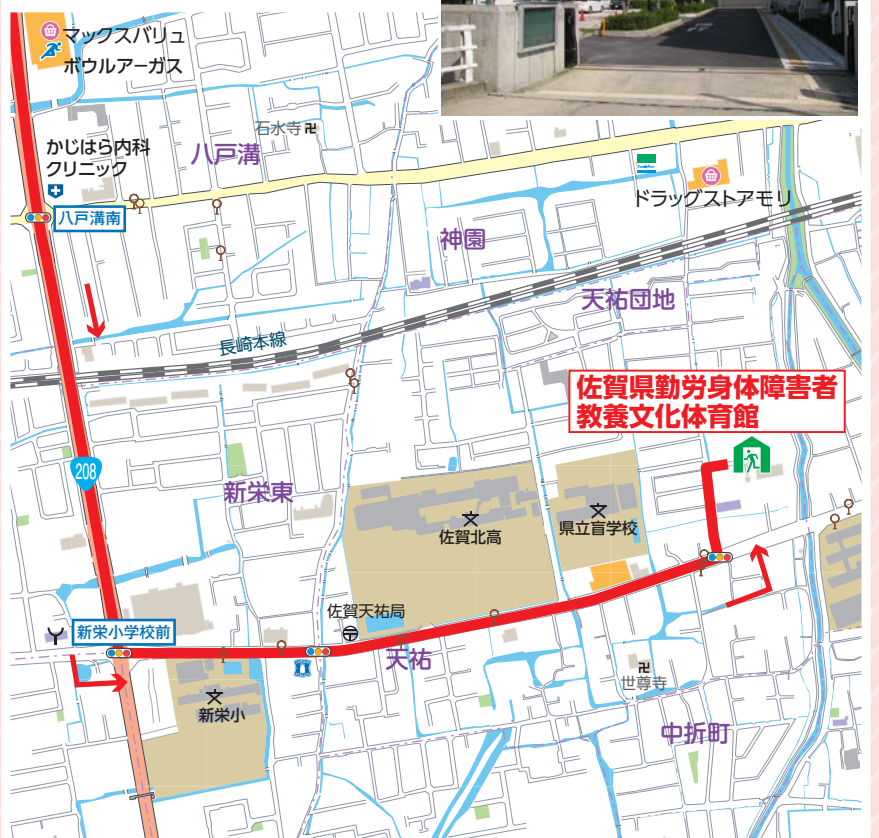 マックスバリュ
ボウルアーガス
石水寺
かじはら内科
クリニック
八戸溝
八戸溝南
FamilyMart
ドラッグストアモリ
神園
天祐団地
長崎本線
佐賀県勤労身体障害者
教養文化体育館
208
新栄東
佐賀北高
県立盲学校
佐賀天祐局
新栄小学校前
天祐
世尊寺
新栄小
中折町